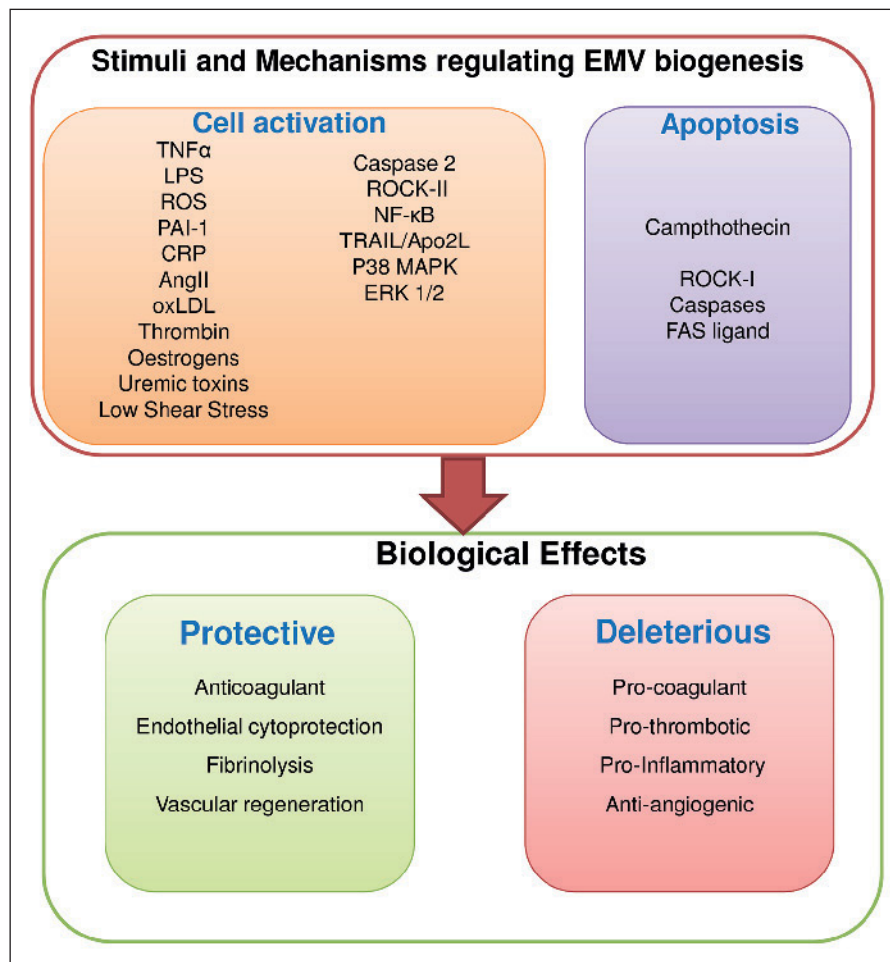 Stimuli and Mechanisms regulating EMV biogenesis
Cell activation
TNFα
LPS
ROS
PAI-1
CRP
AngII
oxLDL
Thrombin
Oestrogens
Uremic toxins
Low Shear Stress
Caspase 2
ROCK-II
NF-κB
TRAIL/Apo2L
P38 MAPK
ERK 1/2
Apoptosis
Campthothecin
ROCK-I
Caspases
FAS ligand
Biological Effects
Protective
Anticoagulant
Endothelial cytoprotection
Fibrinolysis
Vascular regeneration
Deleterious
Pro-coagulant
Pro-thrombotic
Pro-Inflammatory
Anti-angiogenic